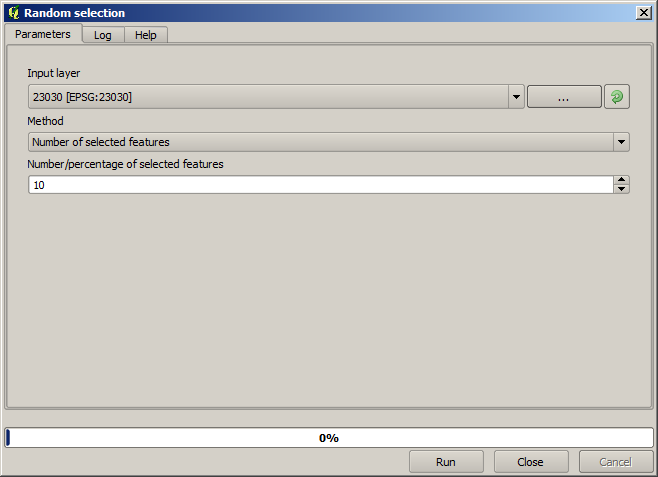 Random selection
Parameters Log Help
Input layer
23030 [EPSG:23030]
...
Method
Number of selected features
Number/percentage of selected features
10
0%
Run Close Cancel